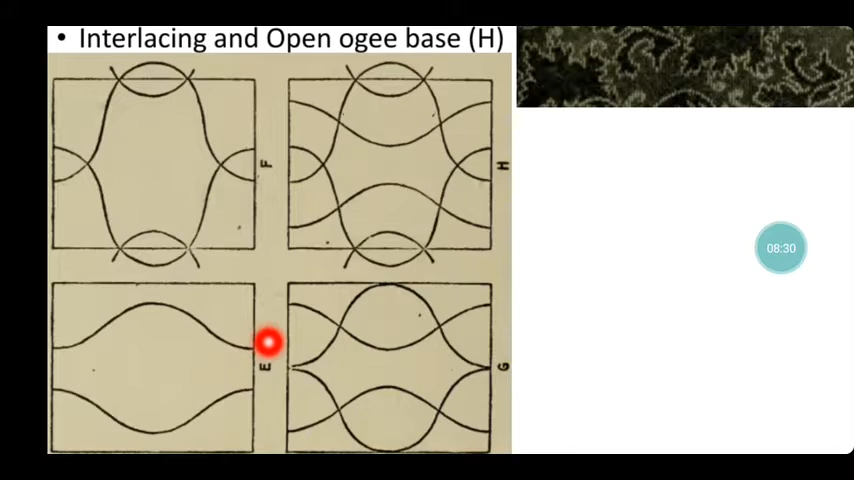 • Interlacing and Open ogee base (H)
F
H
E
G
08:30